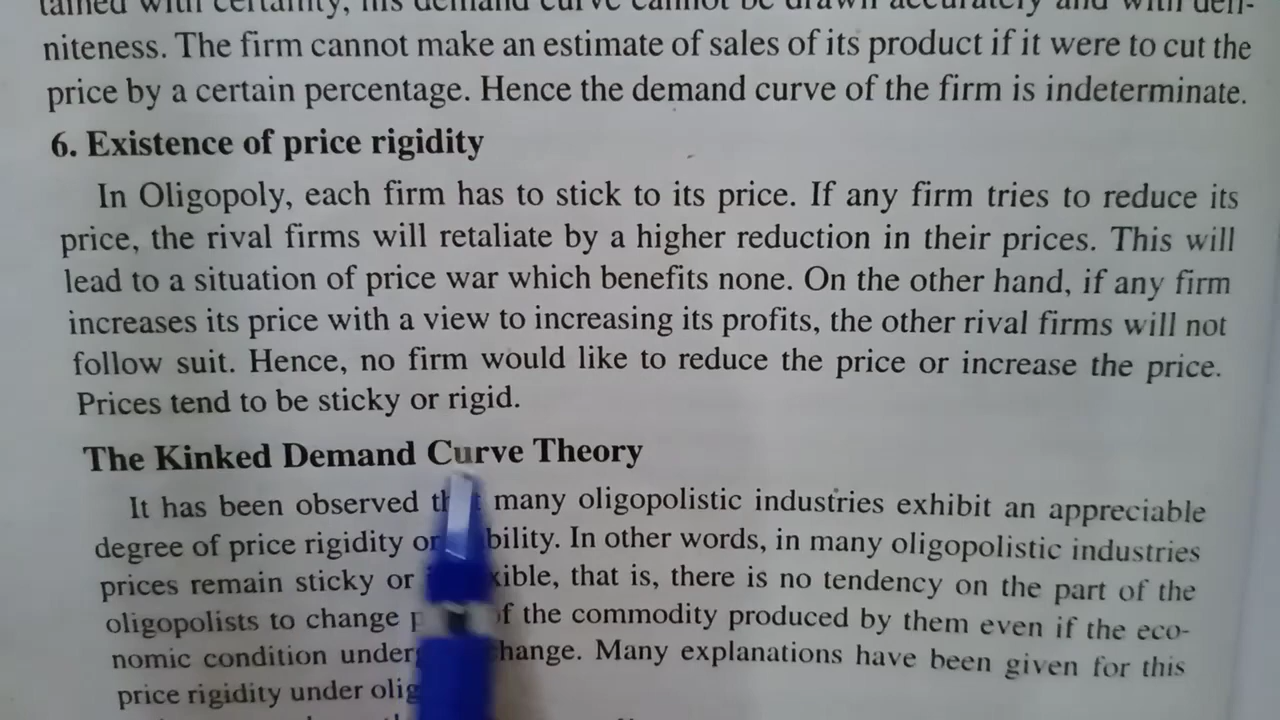 niteness. The firm cannot make an estimate of sales of its product if it were to cut the
price by a certain percentage. Hence the demand curve of the firm is indeterminate.
6. Existence of price rigidity
In Oligopoly, each firm has to stick to its price. If any firm tries to reduce its
price, the rival firms will retaliate by a higher reduction in their prices. This will
lead to a situation of price war which benefits none. On the other hand, if any firm
increases its price with a view to increasing its profits, the other rival firms will not
follow suit. Hence, no firm would like to reduce the price or increase the price.
Prices tend to be sticky or rigid.
The Kinked Demand Curve Theory
It has been observed many oligopolistic industries exhibit an appreciable
degree of price rigidity or In other words, in many oligopolistic industries
prices remain sticky or that is, there is no tendency on the part of the
oligopolists to change of the commodity produced by them even if the eco-
nomic condition change. Many explanations have been given for this
price rigidity under